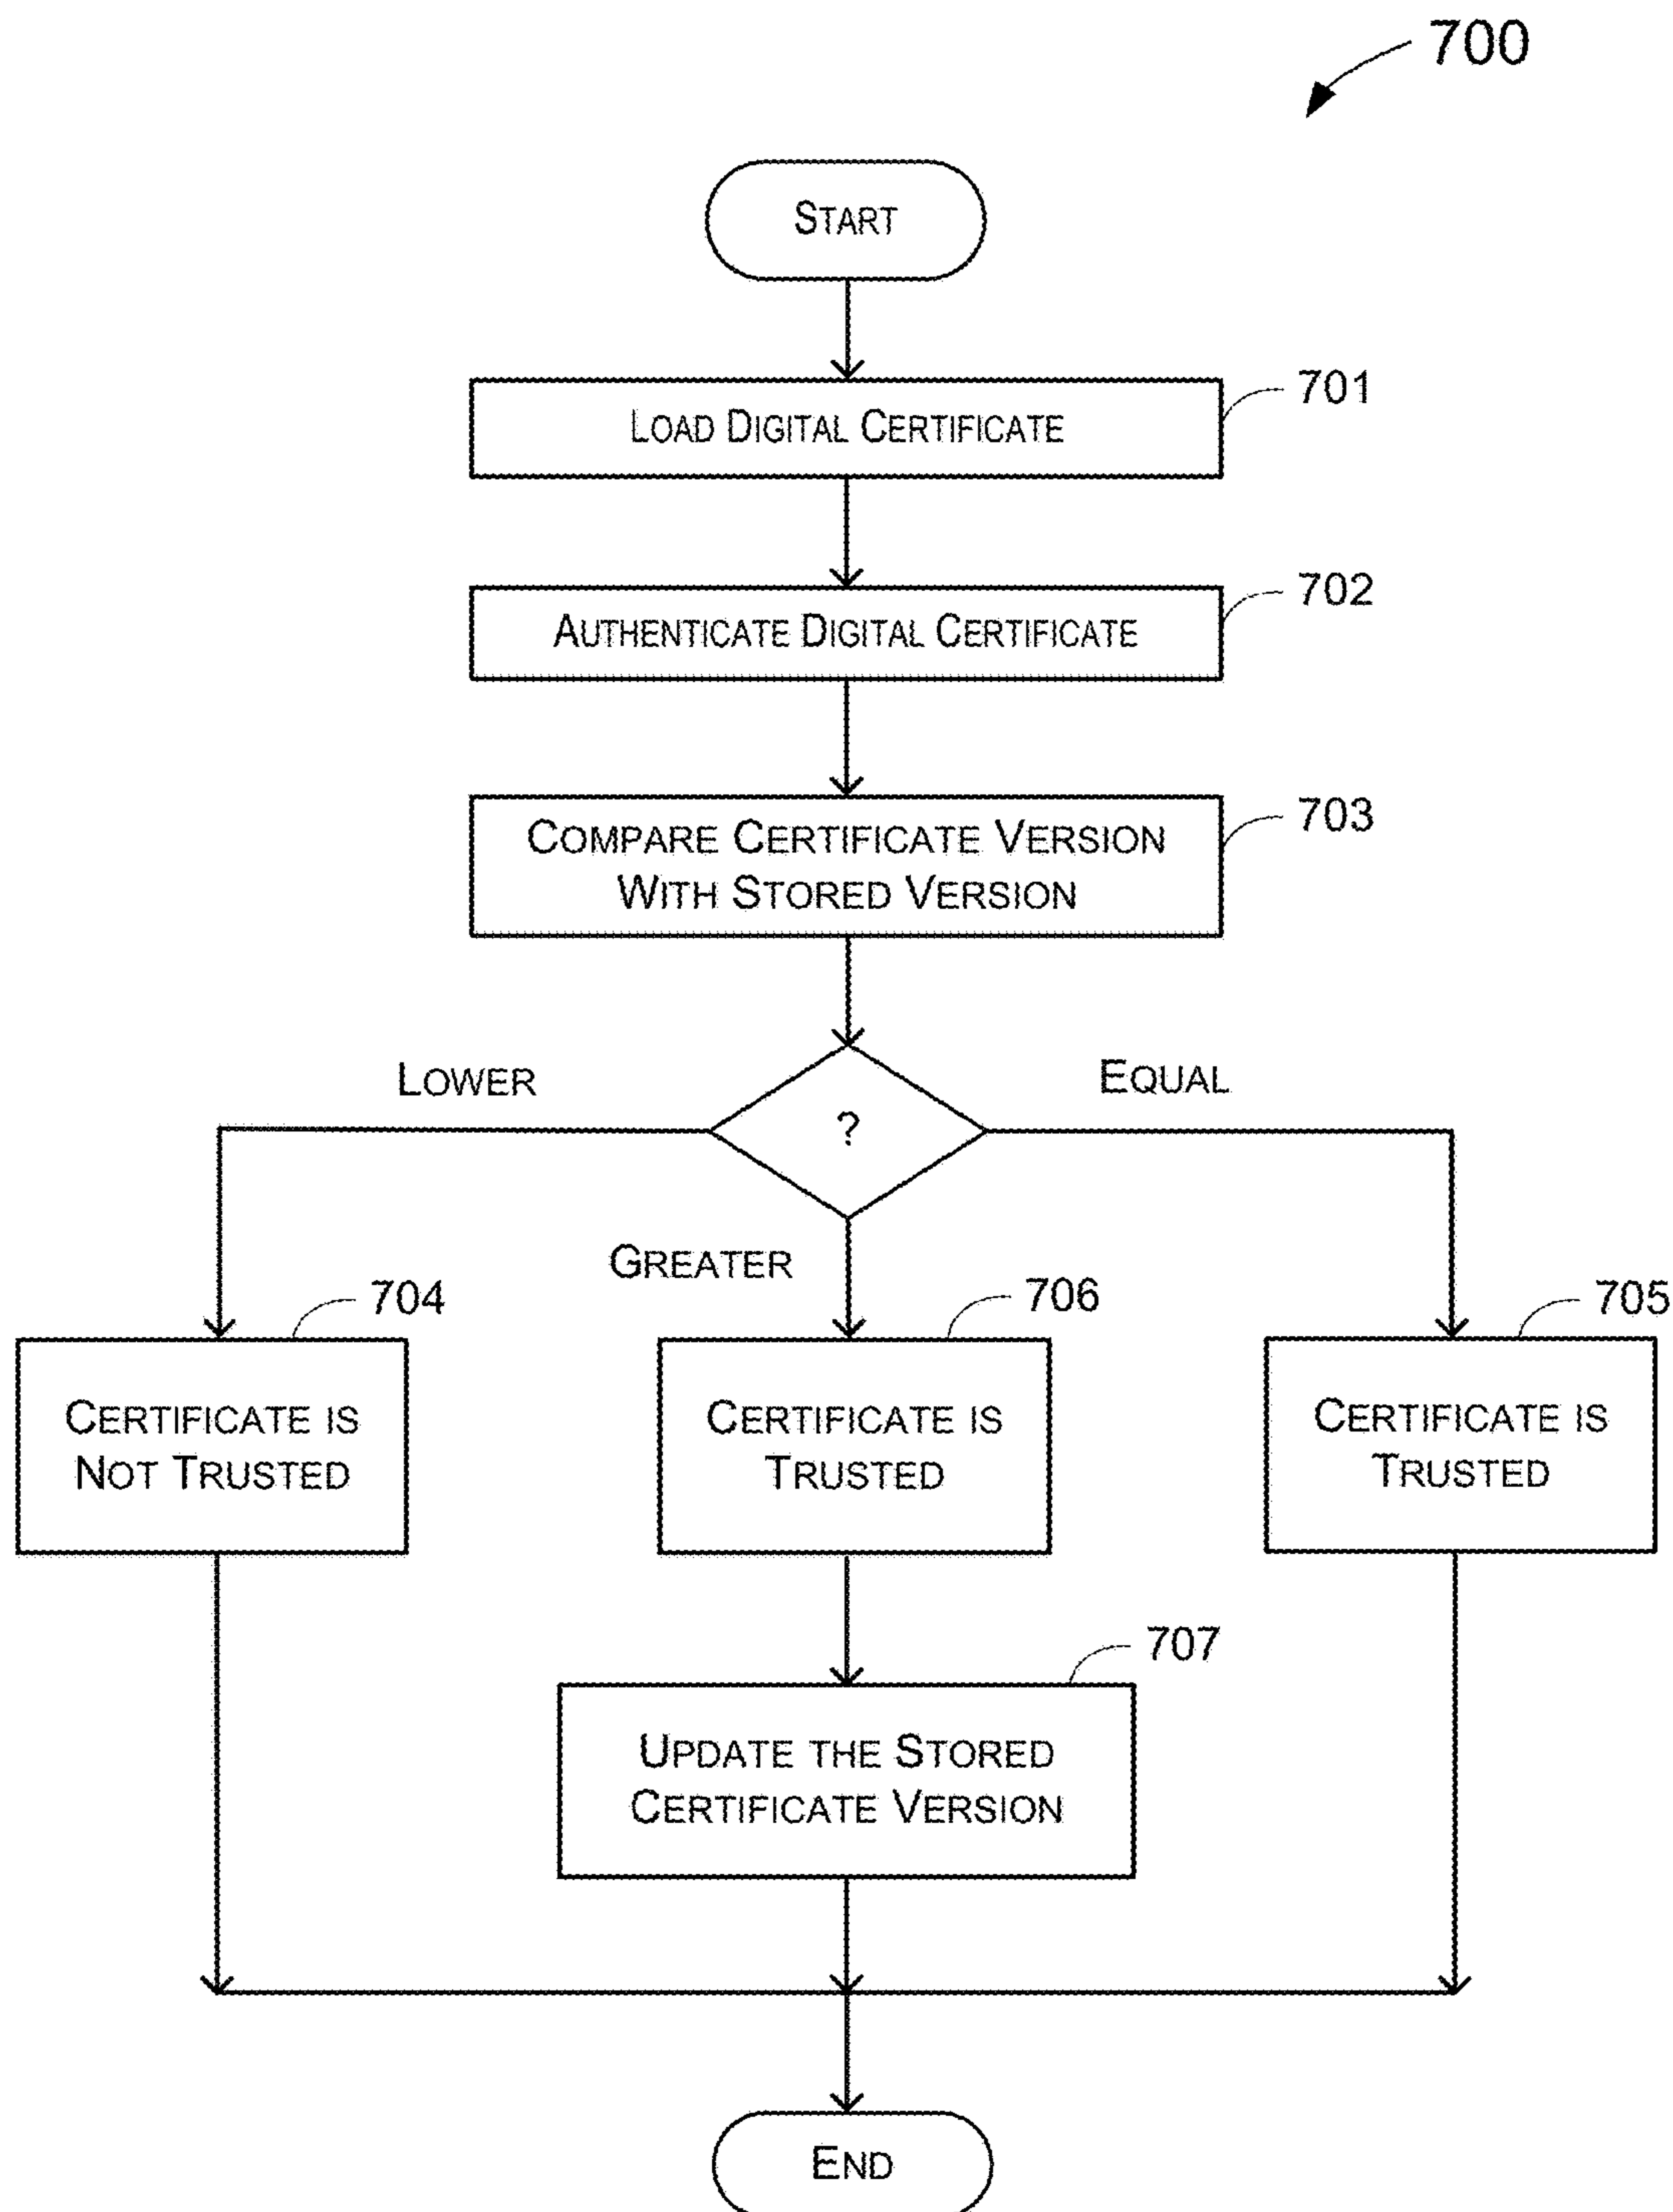 700
START
701
LOAD DIGITAL CERTIFICATE
702
AUTHENTICATE DIGITAL CERTIFICATE
703
COMPARE CERTIFICATE VERSION
WITH STORED VERSION
LOWER
EQUAL
?
GREATER
704
706
705
CERTIFICATE IS
NOT TRUSTED
CERTIFICATE IS
TRUSTED
CERTIFICATE IS
TRUSTED
707
UPDATE THE STORED
CERTIFICATE VERSION
END